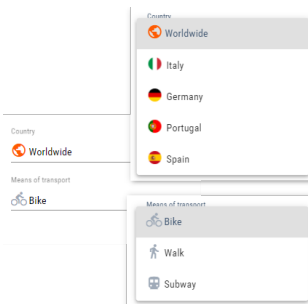 Country
Worldwide
Italy
Germany
Portugal
Spain
Country
Worldwide
Means of transport
Bike
Means of transport
Bike
Walk
Subway